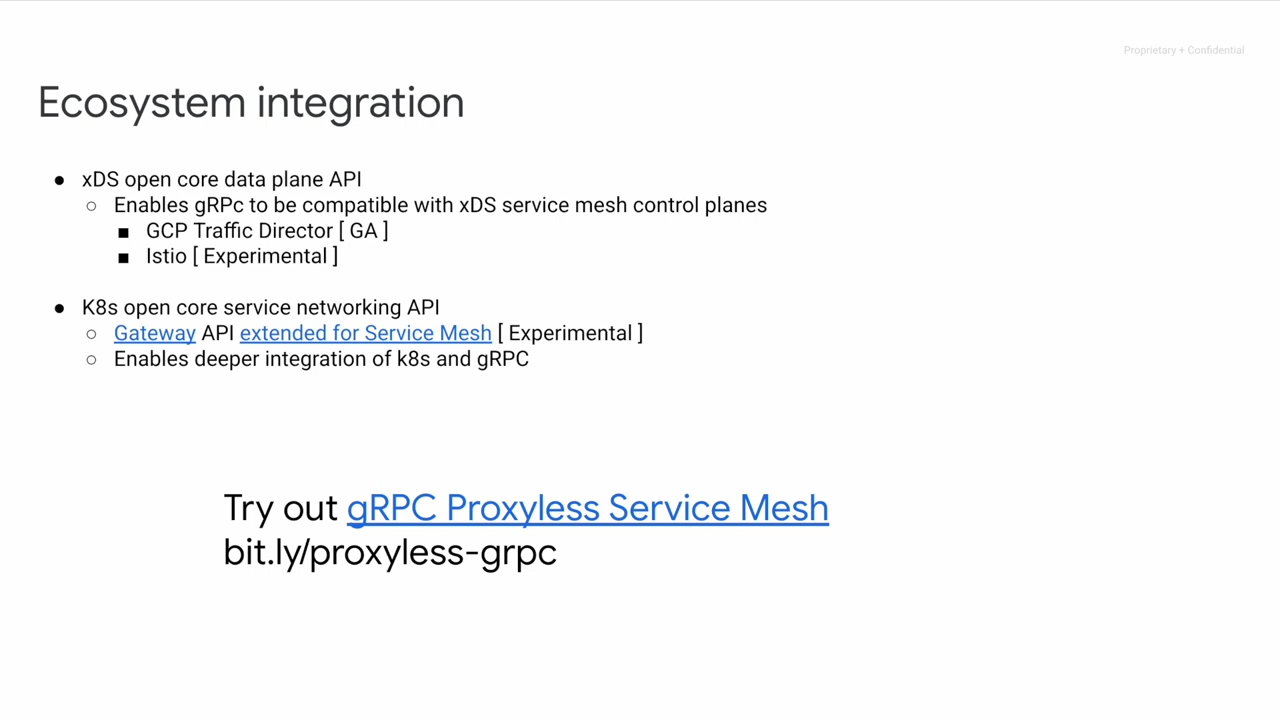 Proprietary + Confidential
Ecosystem integration
● xDS open core data plane API
○ Enables gRPc to be compatible with xDS service mesh control planes
■ GCP Traffic Director [ GA ]
■ Istio [ Experimental ]
● K8s open core service networking API
○ Gateway API extended for Service Mesh [ Experimental ]
○ Enables deeper integration of k8s and gRPC
Try out gRPC Proxyless Service Mesh
bit.ly/proxyless-grpc